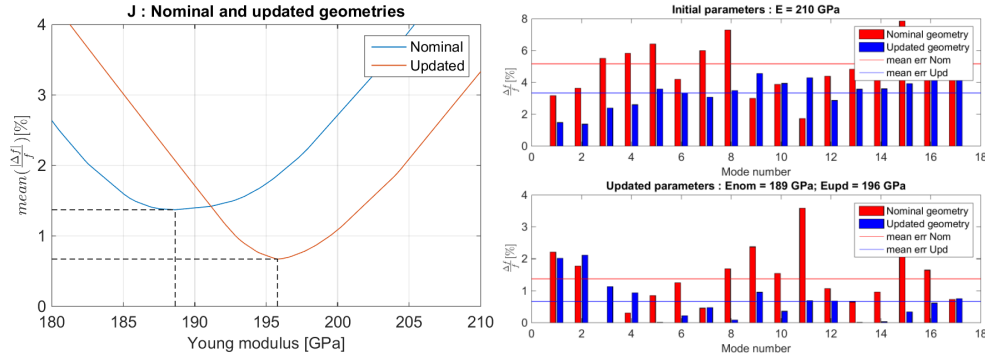 J : Nominal and updated geometries
mean(|Δf|/f)[%]
4
3
2
1
0
180 185 190 195 200 205 210
Young modulus [GPa]
Nominal
Updated
Initial parameters : E = 210 GPa
Δf/f [%]
8
6
4
2
0
0 2 4 6 8 10 12 14 16 18
Mode number
Nominal geometry
Updated geometry
mean err Nom
mean err Upd
Updated parameters : Enom = 189 GPa; Eupd = 196 GPa
Δf/f [%]
4
3
2
1
0
0 2 4 6 8 10 12 14 16 18
Mode number
Nominal geometry
Updated geometry
mean err Nom
mean err Upd